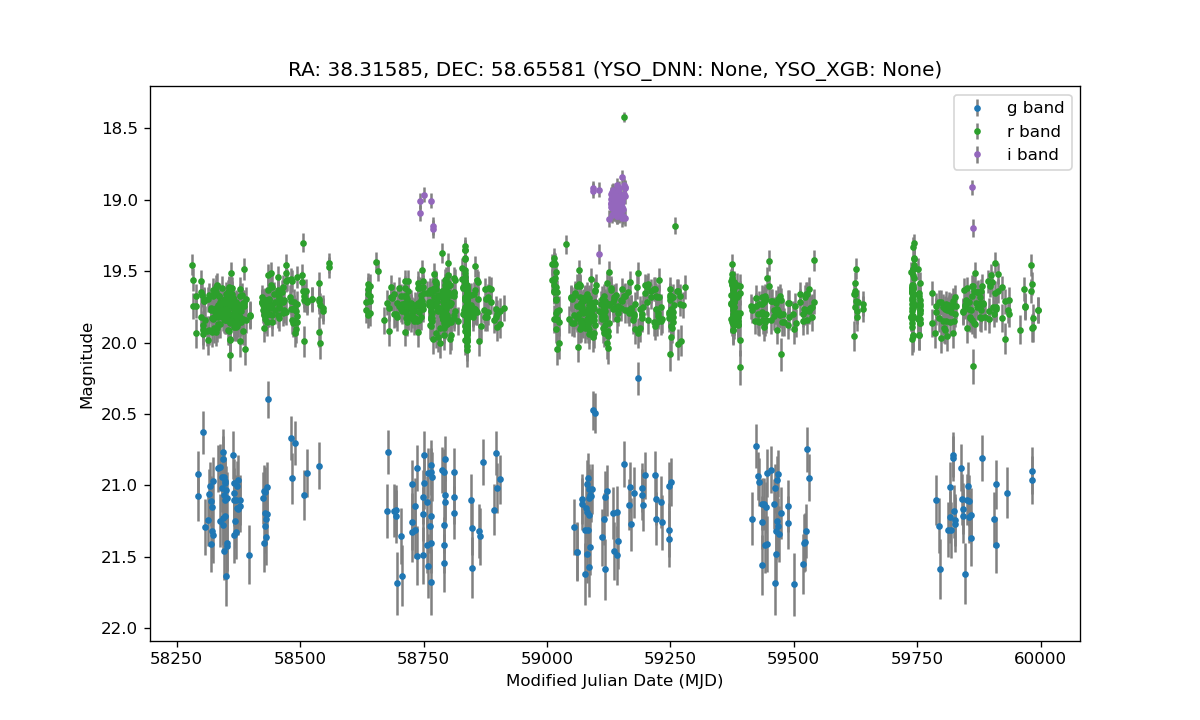 RA: 38.31585, DEC: 58.65581 (YSO_DNN: None, YSO_XGB: None)
g band
r band
i band
18.5
19.0
19.5
20.0
20.5
21.0
21.5
22.0
Magnitude
58250 58500 58750 59000 59250 59500 59750 60000
Modified Julian Date (MJD)